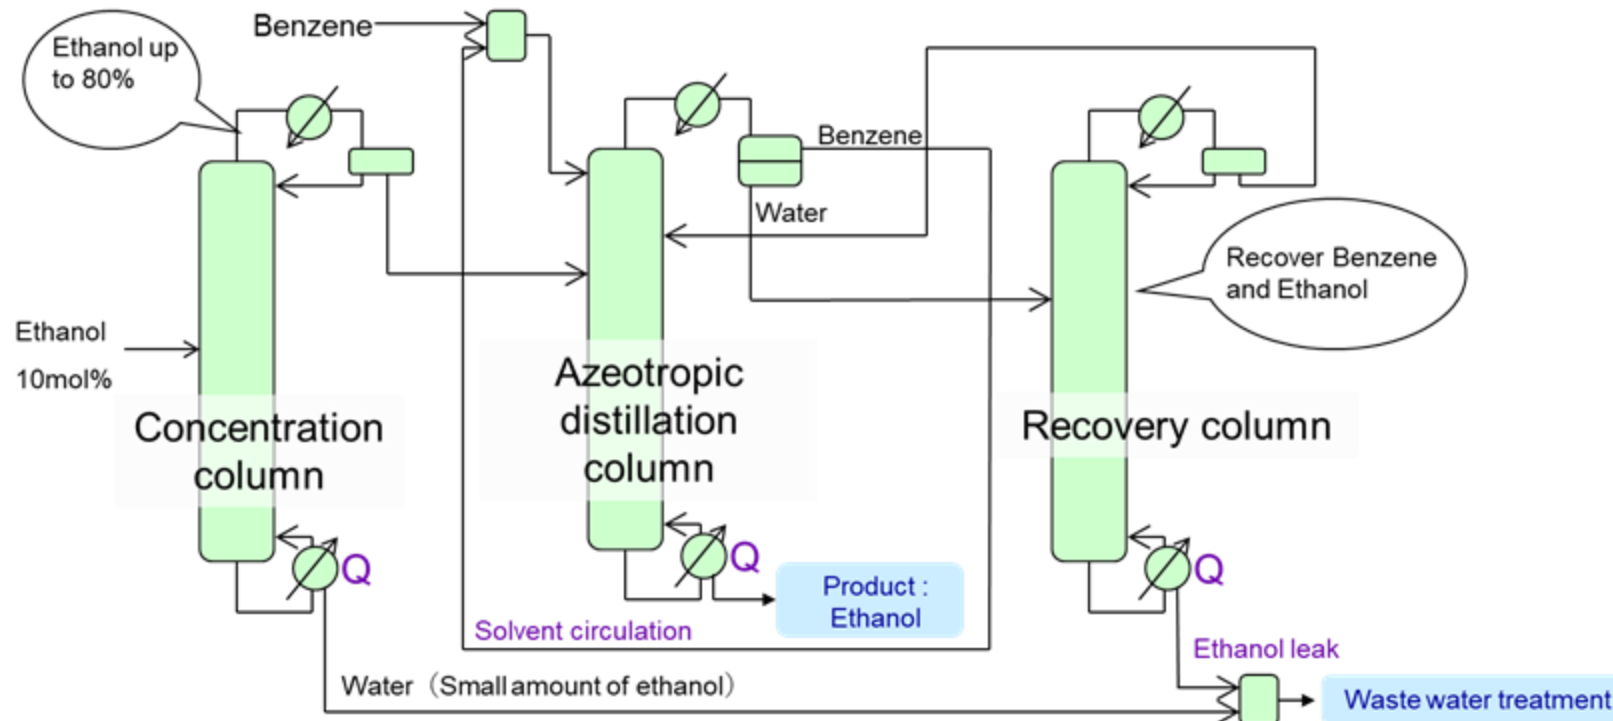 Benzene
Ethanol up
to 80%
Benzene
Water
Recover Benzene
and Ethanol
Ethanol
10mol%
Azeotropic
distillation
column
Concentration
column
Recovery column
Q
Q
Q
Product :
Ethanol
Solvent circulation
Ethanol leak
Water（Small amount of ethanol）
Waste water treatment